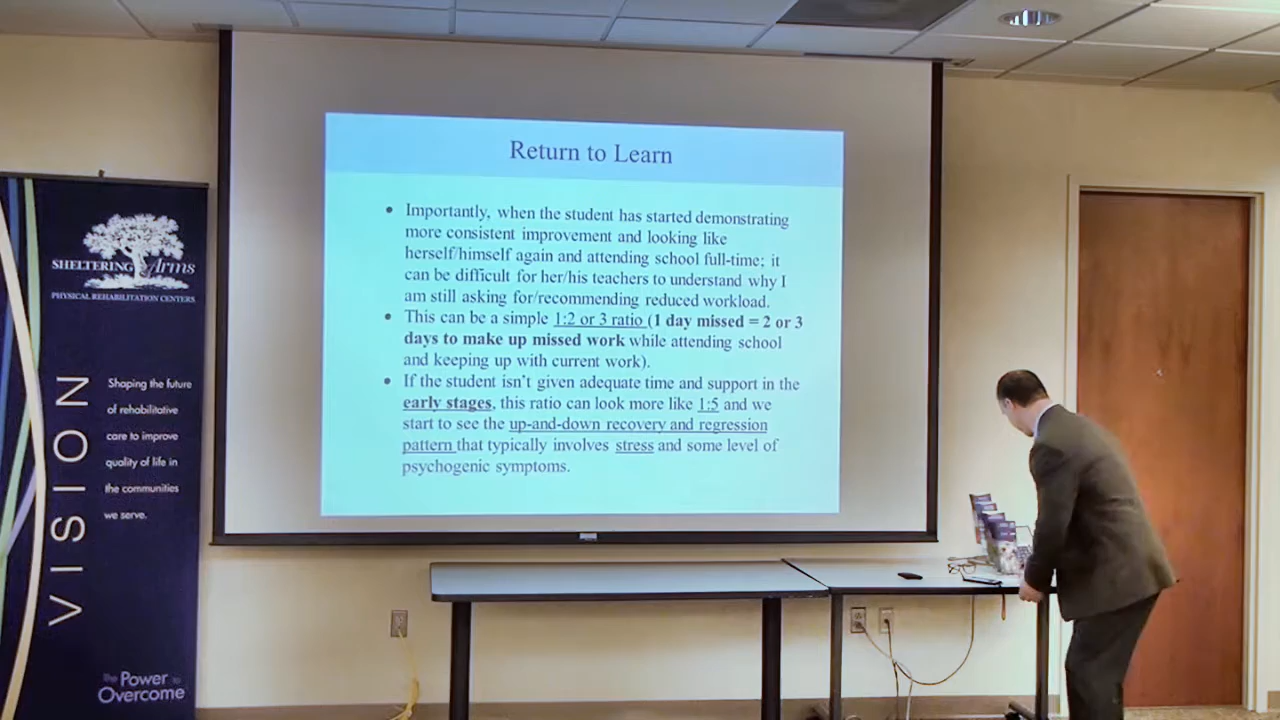 Return to Learn
• Importantly, when the student has started demonstrating
more consistent improvement and looking like
herself/himself again and attending school full-time; it
can be difficult for her/his teachers to understand why I
am still asking for/recommending reduced workload.
• This can be a simple 1:2 or 3 ratio (1 day missed = 2 or 3
days to make up missed work while attending school
and keeping up with current work).
• If the student isn't given adequate time and support in the
early stages, this ratio can look more like 1:5 and we
start to see the up-and-down recovery and regression
pattern that typically involves stress and some level of
psychogenic symptoms.
SHELTERING Arms
PHYSICAL REHABILITATION CENTERS
VISION
Shaping the future
of rehabilitative
care to improve
quality of life in
the communities
we serve.
the Power to
Overcome